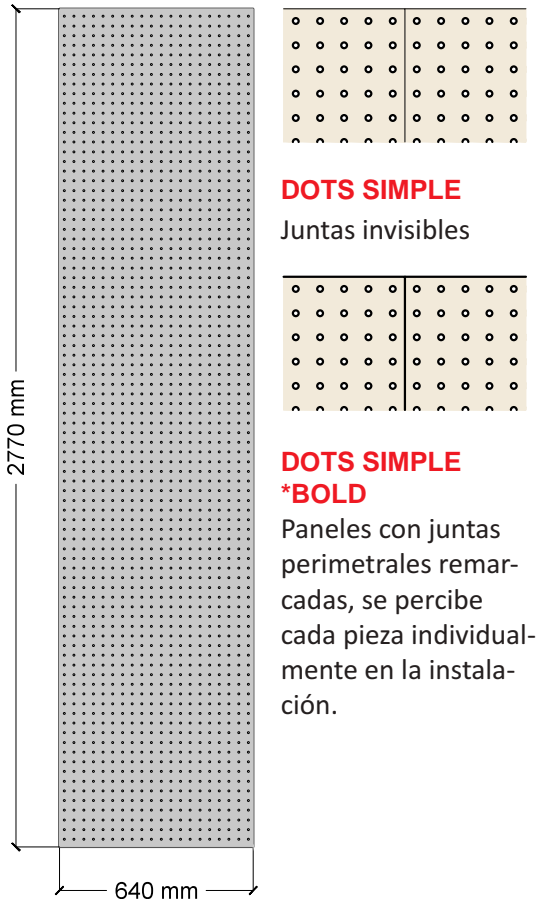 DOTS SIMPLE
Juntas invisibles
2770 mm
DOTS SIMPLE
*BOLD
Paneles con juntas
perimetrales remar-
cadas, se percibe
cada pieza individual-
mente en la instala-
ción.
640 mm